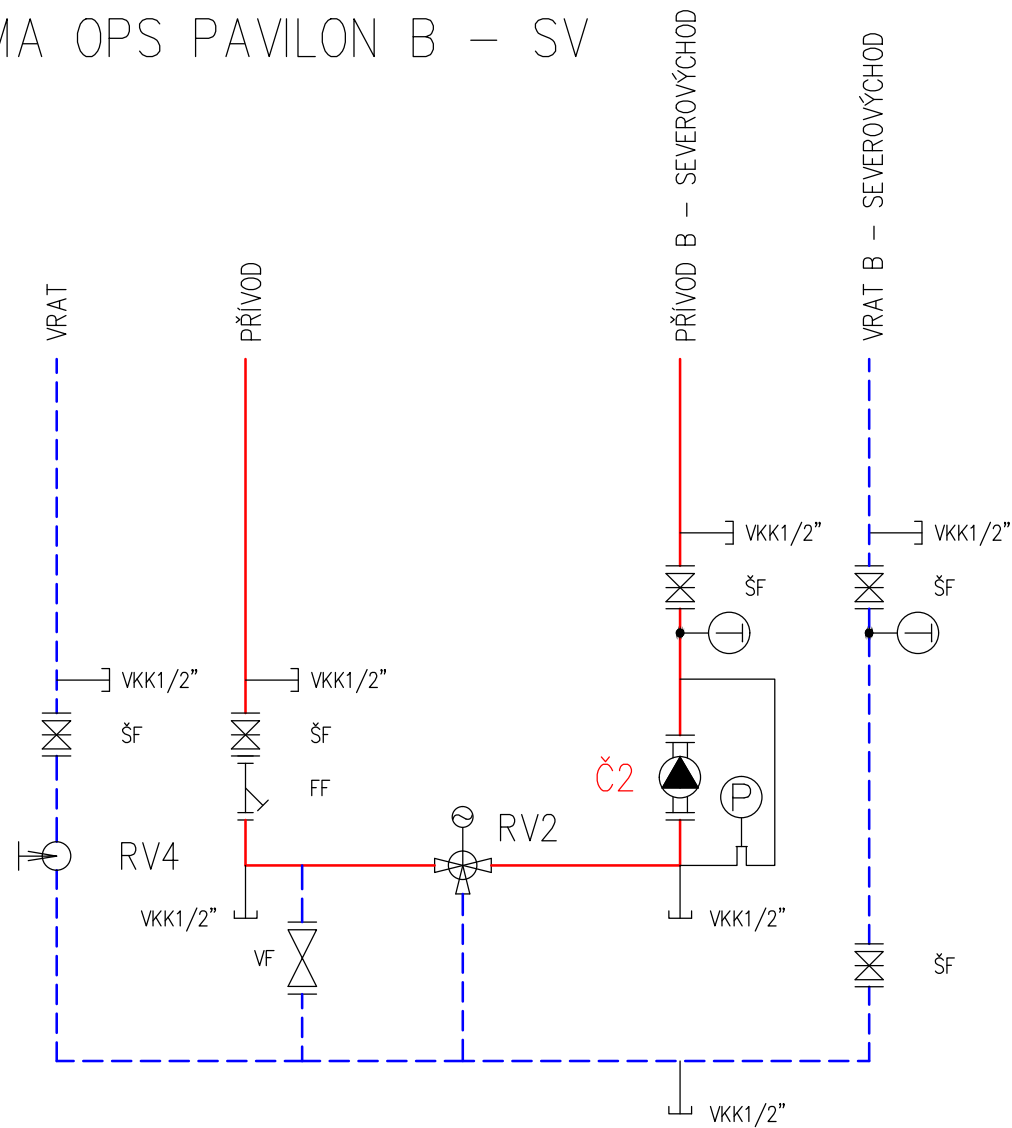 MA OPS PAVILON B – SV
PŘÍVOD B – SEVEROVÝCHOD
VRAT B – SEVEROVÝCHOD
VRAT
PŘÍVOD
VKK1/2"
VKK1/2"
ŠF
ŠF
VKK1/2"
VKK1/2"
ŠF
ŠF
Č2
FF
P
RV2
RV4
VKK1/2"
VKK1/2"
VF
ŠF
VKK1/2"